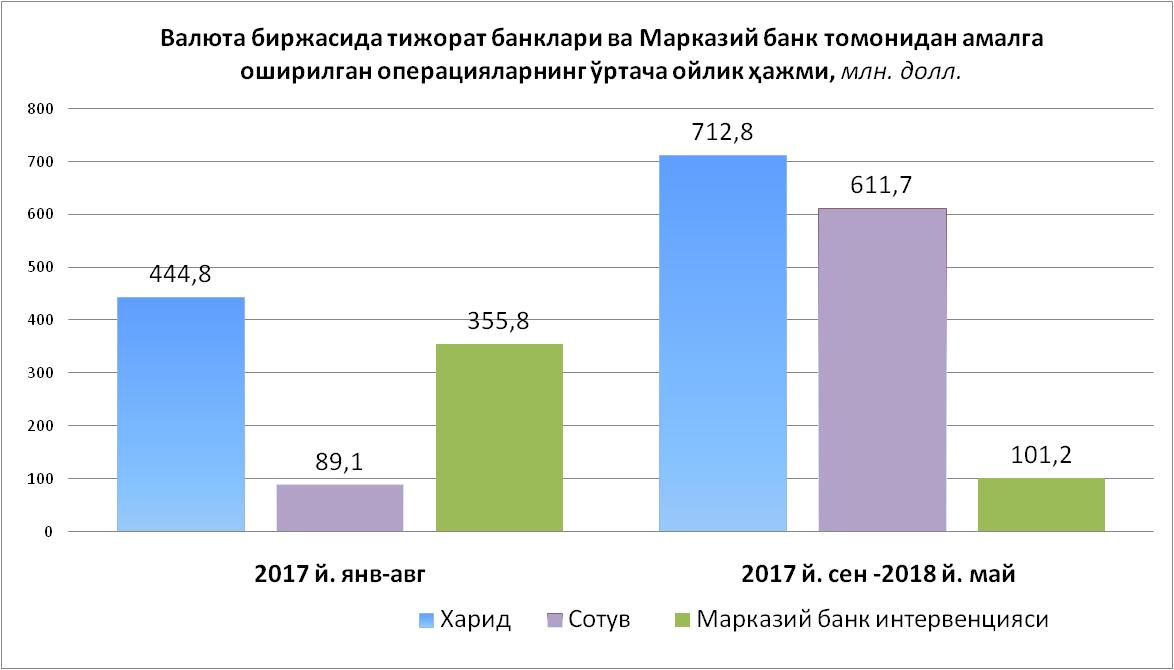 Валюта биржасида тижорат банклари ва Марказий банк томонидан амалга
оширилган операцияларнинг ўртача ойлик ҳажми, млн. долл.
800
700
600
500
400
300
200
100
0
444,8
89,1
355,8
712,8
611,7
101,2
2017 й. янв-авг
2017 й. сен -2018 й. май
Харид
Сотув
Марказий банк интервенцияси